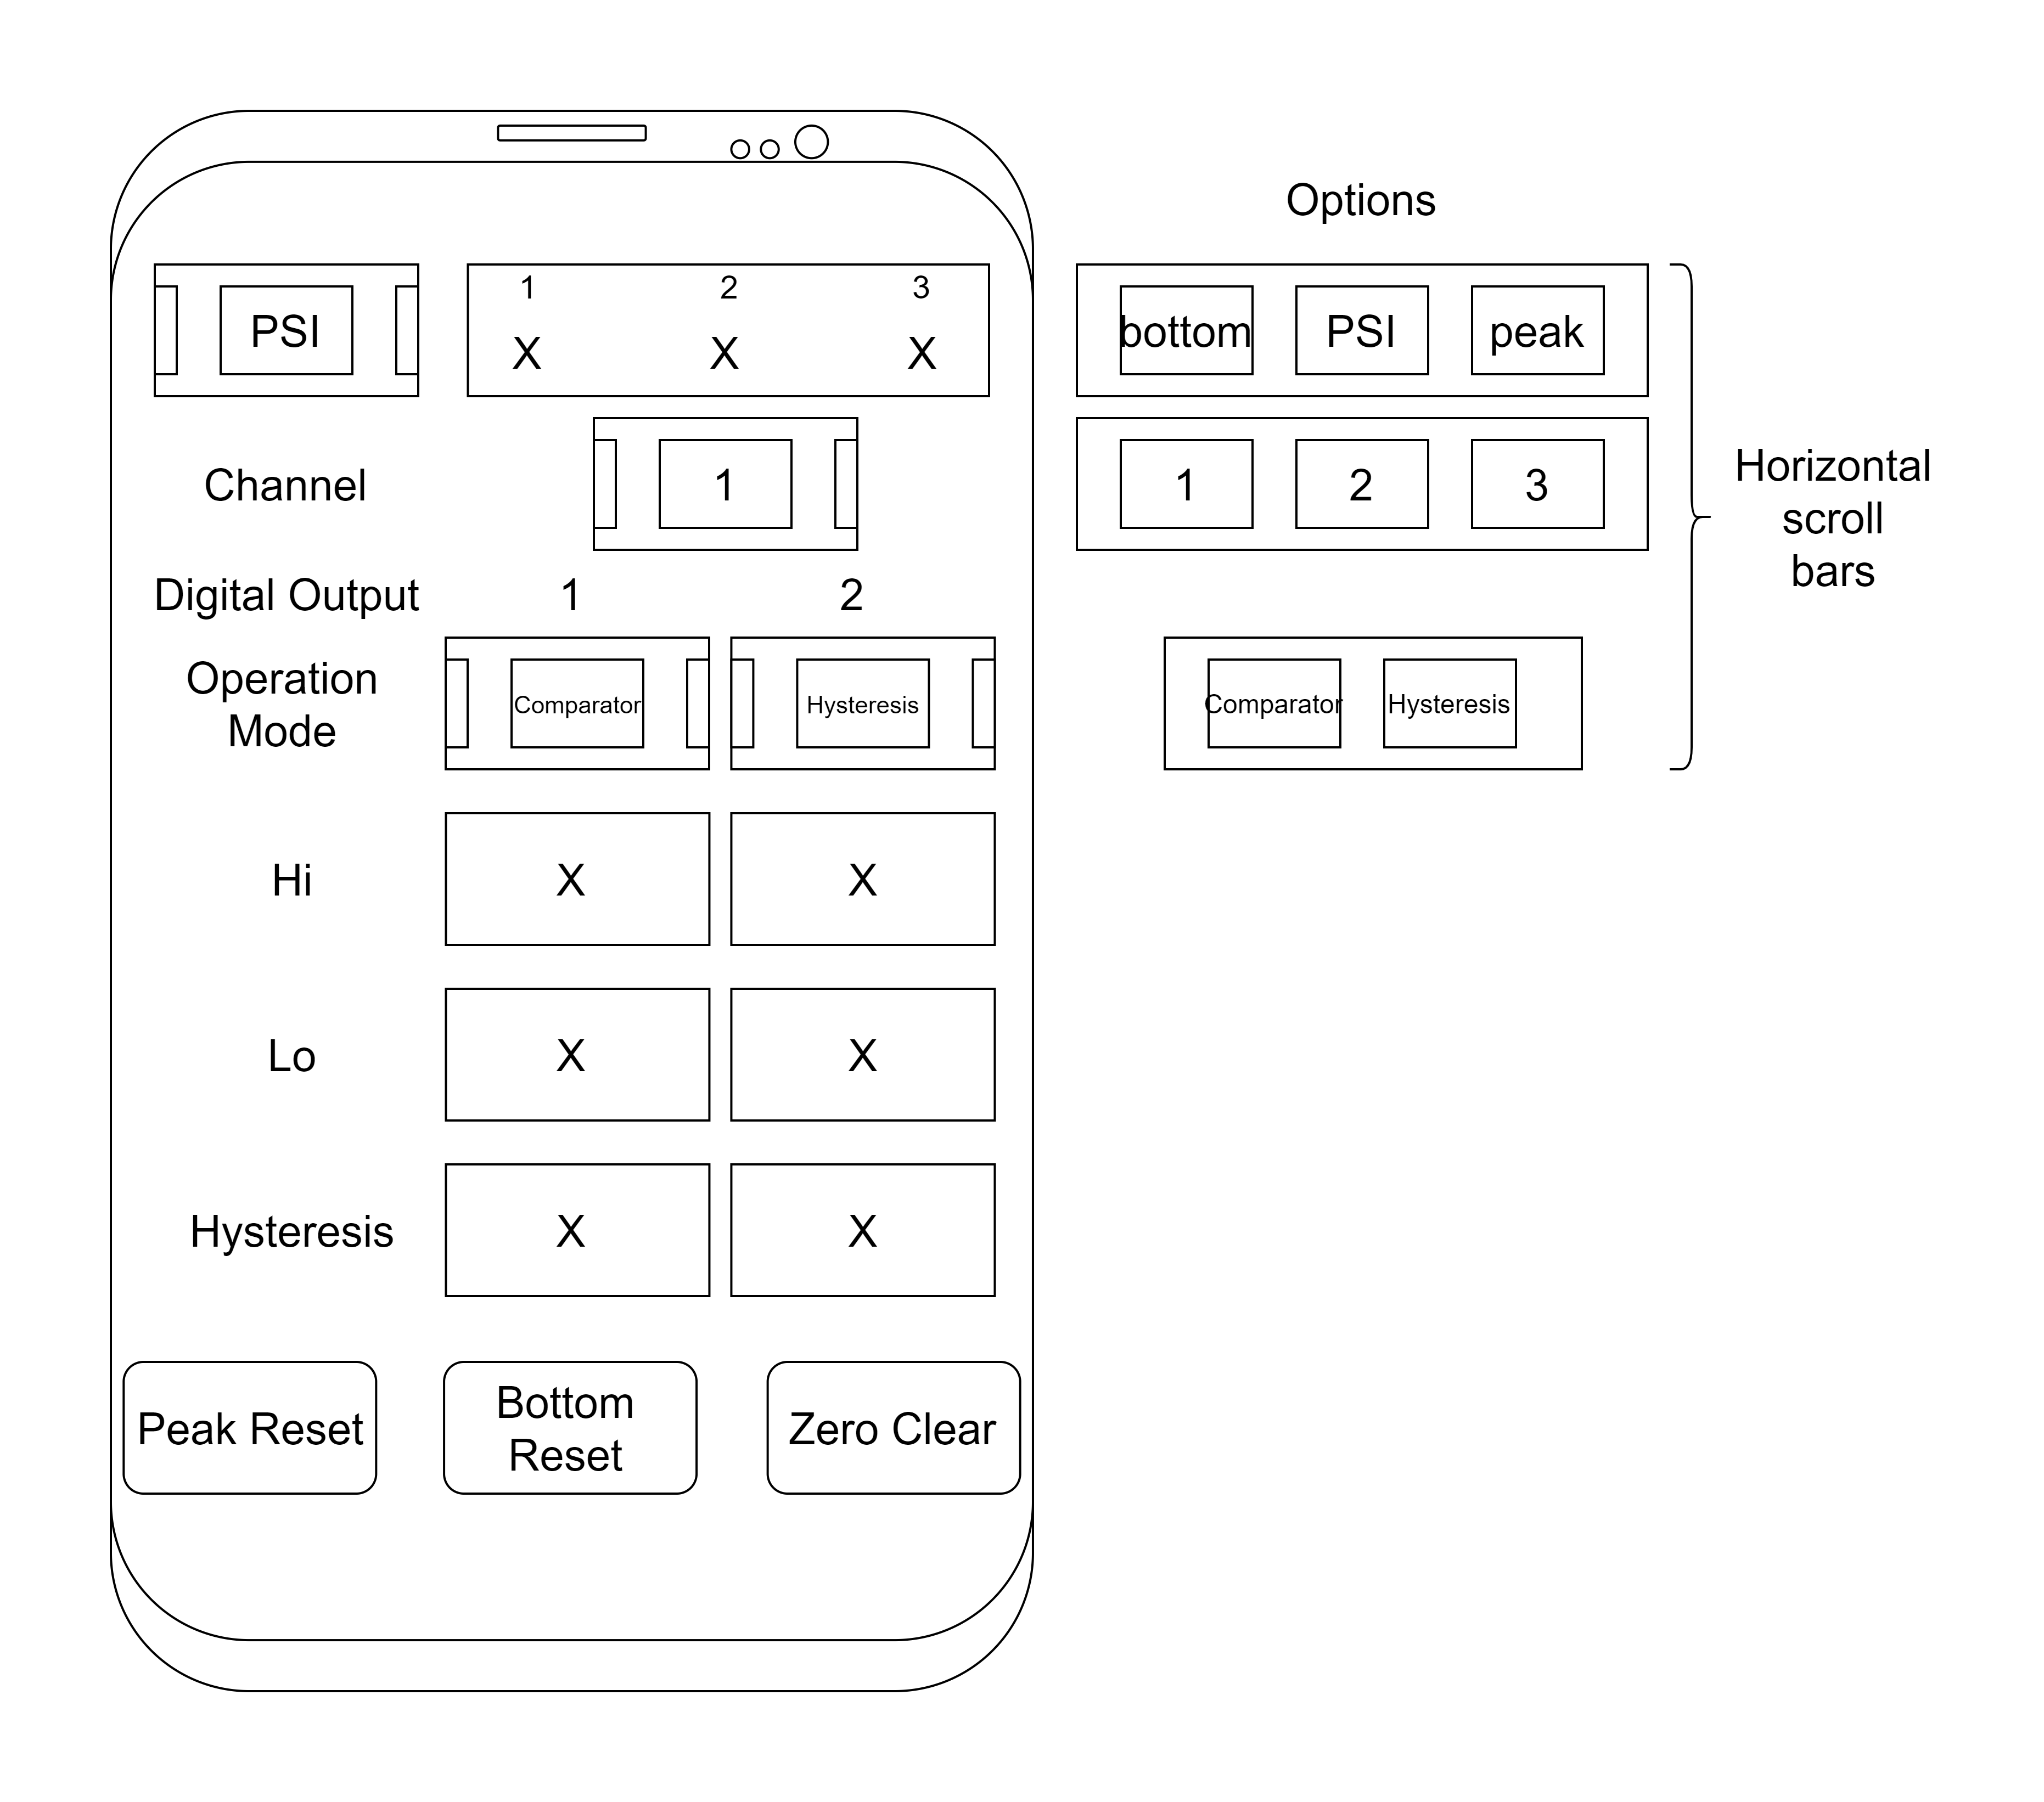 Options
PSI
1 2 3
X X X
bottom PSI peak
Channel
1
1 2 3
Horizontal
scroll
bars
Digital Output 1 2
Operation
Mode
Comparator Hysteresis
Comparator Hysteresis
Hi X X
Lo X X
Hysteresis X X
Peak Reset
Bottom
Reset
Zero Clear